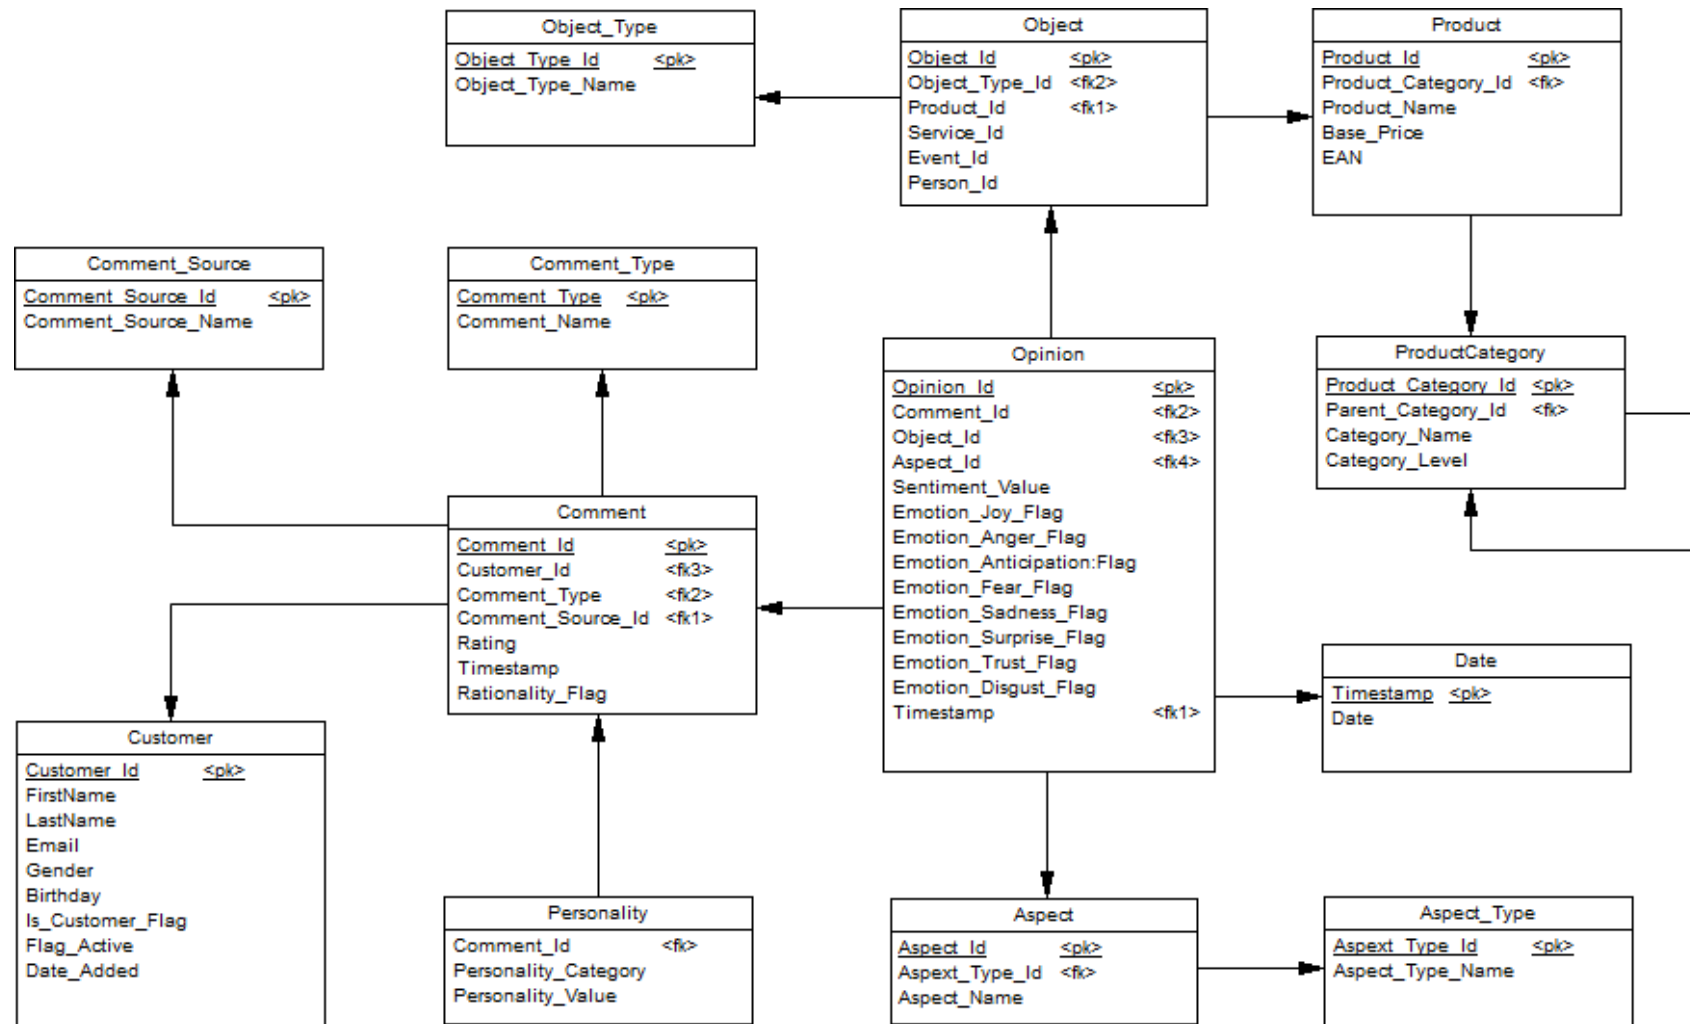 Object_Type
Object_Type_Id <pk>
Object_Type_Name
Object
Object_Id <pk>
Object_Type_Id <fk2>
Product_Id <fk1>
Service_Id
Event_Id
Person_Id
Product
Product_Id <pk>
Product_Category_Id <fk>
Product_Name
Base_Price
EAN
Comment_Source
Comment_Source_Id <pk>
Comment_Source_Name
Comment_Type
Comment_Type <pk>
Comment_Name
Opinion
Opinion_Id <pk>
Comment_Id <fk2>
Object_Id <fk3>
Aspect_Id <fk4>
Sentiment_Value
Emotion_Joy_Flag
Emotion_Anger_Flag
Emotion_Anticipation:Flag
Emotion_Fear_Flag
Emotion_Sadness_Flag
Emotion_Surprise_Flag
Emotion_Trust_Flag
Emotion_Disgust_Flag
Timestamp <fk1>
ProductCategory
Product_Category_Id <pk>
Parent_Category_Id <fk>
Category_Name
Category_Level
Comment
Comment_Id <pk>
Customer_Id <fk3>
Comment_Type <fk2>
Comment_Source_Id <fk1>
Rating
Timestamp
Rationality_Flag
Date
Timestamp <pk>
Date
Customer
Customer_Id <pk>
FirstName
LastName
Email
Gender
Birthday
Is_Customer_Flag
Flag_Active
Date_Added
Personality
Comment_Id <fk>
Personality_Category
Personality_Value
Aspect
Aspect_Id <pk>
Aspext_Type_Id <fk>
Aspect_Name
Aspect_Type
Aspext_Type_Id <pk>
Aspect_Type_Name